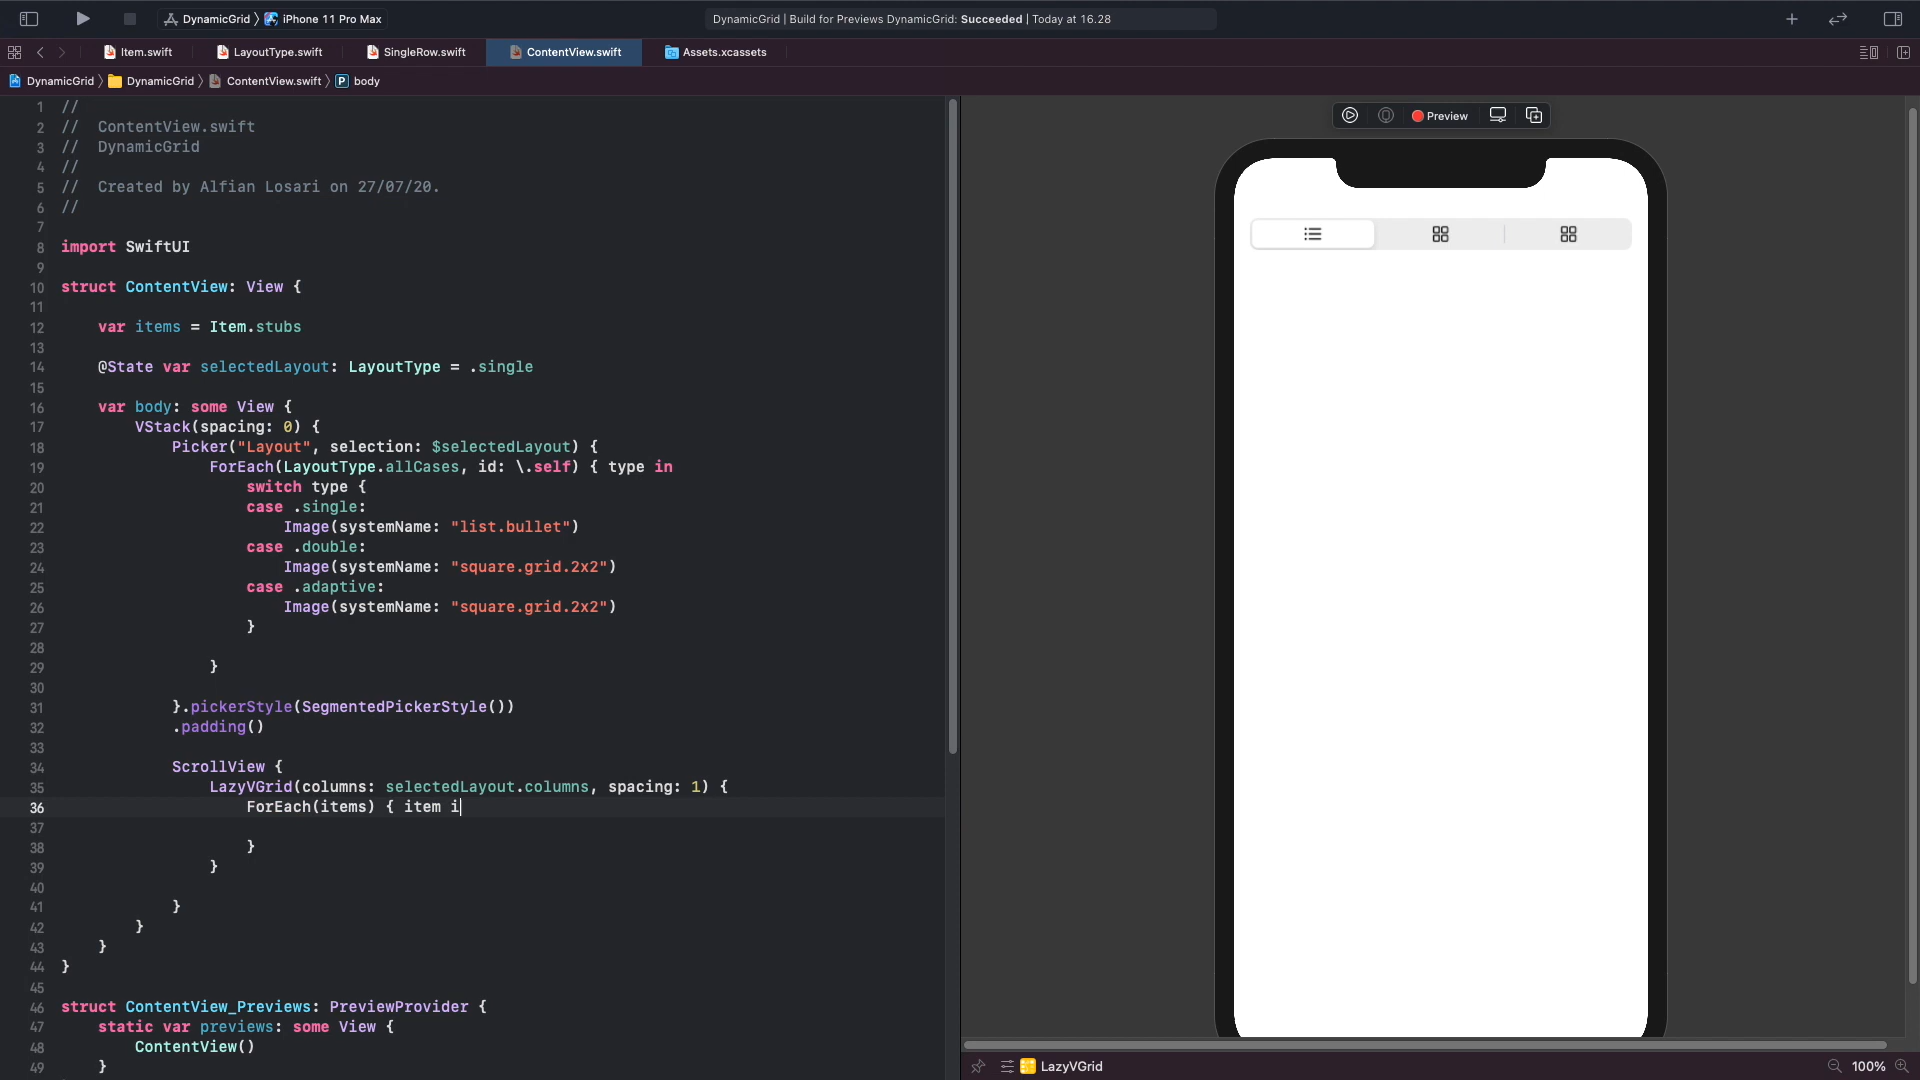 DynamicGrid iPhone 11 Pro Max
DynamicGrid | Build for Previews DynamicGrid: Succeeded | Today at 16.28
Item.swift LayoutType.swift SingleRow.swift ContentView.swift Assets.xcassets
DynamicGrid DynamicGrid ContentView.swift P body
1 //
2 // ContentView.swift
3 // DynamicGrid
4 //
5 // Created by Alfian Losari on 27/07/20.
6 //
7
8 import SwiftUI
9
10 struct ContentView: View {
11
12 var items = Item.stubs
13
14 @State var selectedLayout: LayoutType = .single
15
16 var body: some View {
17 VStack(spacing: 0) {
18 Picker("Layout", selection: $selectedLayout) {
19 ForEach(LayoutType.allCases, id: \.self) { type in
20 switch type {
21 case .single:
22 Image(systemName: "list.bullet")
23 case .double:
24 Image(systemName: "square.grid.2x2")
25 case .adaptive:
26 Image(systemName: "square.grid.2x2")
27 }
28
29 }
30
31 }.pickerStyle(SegmentedPickerStyle())
32 .padding()
33
34 ScrollView {
35 LazyVGrid(columns: selectedLayout.columns, spacing: 1) {
36 ForEach(items) { item i
37
38 }
39 }
40
41 }
42 }
43 }
44 }
45
46 struct ContentView_Previews: PreviewProvider {
47 static var previews: some View {
48 ContentView()
49 }
Preview
LazyVGrid
100%